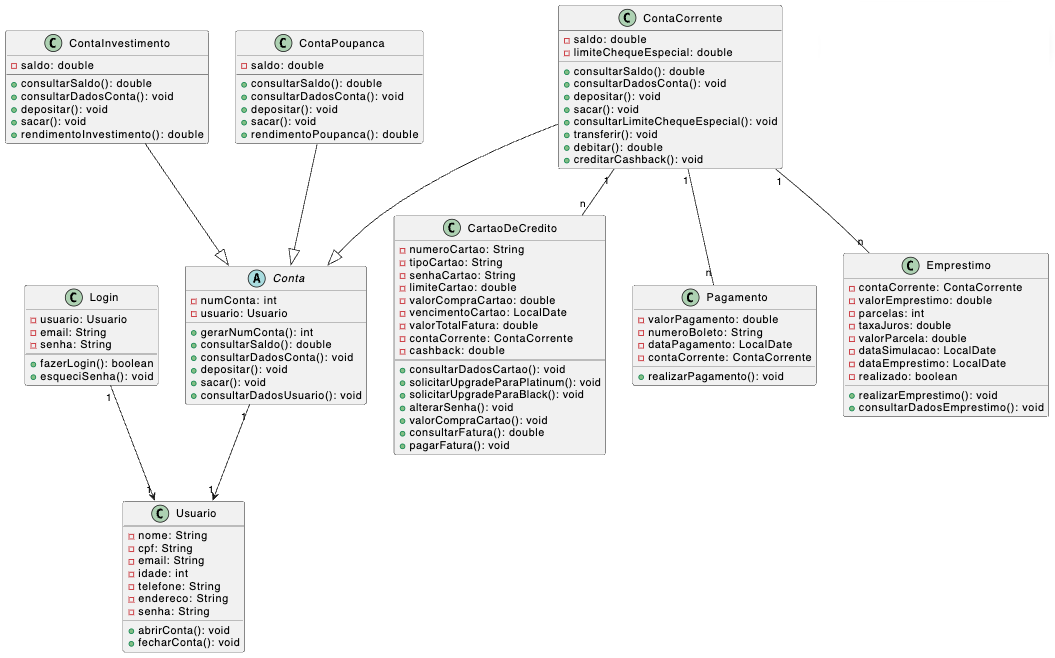 C ContaInvestimento
saldo: double
consultarSaldo(): double
consultarDadosConta(): void
depositar(): void
sacar(): void
rendimentoInvestimento(): double
C ContaPoupanca
saldo: double
consultarSaldo(): double
consultarDadosConta(): void
depositar(): void
sacar(): void
rendimentoPoupanca(): double
C ContaCorrente
saldo: double
limiteChequeEspecial: double
consultarSaldo(): double
consultarDadosConta(): void
depositar(): void
sacar(): void
consultarLimiteChequeEspecial(): void
transferir(): void
debitar(): double
creditarCashback(): void
1
1
1
n
n
n
C Login
usuario: Usuario
email: String
senha: String
fazerLogin(): boolean
esqueciSenha(): void
A Conta
numConta: int
usuario: Usuario
gerarNumConta(): int
consultarSaldo(): double
consultarDadosConta(): void
depositar(): void
sacar(): void
consultarDadosUsuario(): void
C CartaoDeCredito
numeroCartao: String
tipoCartao: String
senhaCartao: String
limiteCartao: double
valorCompraCartao: double
vencimentoCartao: LocalDate
valorTotalFatura: double
contaCorrente: ContaCorrente
cashback: double
consultarDadosCartao(): void
solicitarUpgradeParaPlatinum(): void
solicitarUpgradeParaBlack(): void
alterarSenha(): void
valorCompraCartao(): void
consultarFatura(): double
pagarFatura(): void
C Pagamento
valorPagamento: double
numeroBoleto: String
dataPagamento: LocalDate
contaCorrente: ContaCorrente
realizarPagamento(): void
C Emprestimo
contaCorrente: ContaCorrente
valorEmprestimo: double
parcelas: int
taxaJuros: double
valorParcela: double
dataSimulacao: LocalDate
dataEmprestimo: LocalDate
realizado: boolean
realizarEmprestimo(): void
consultarDadosEmprestimo(): void
1
1
1
1
C Usuario
nome: String
cpf: String
email: String
idade: int
telefone: String
endereco: String
senha: String
abrirConta(): void
fecharConta(): void